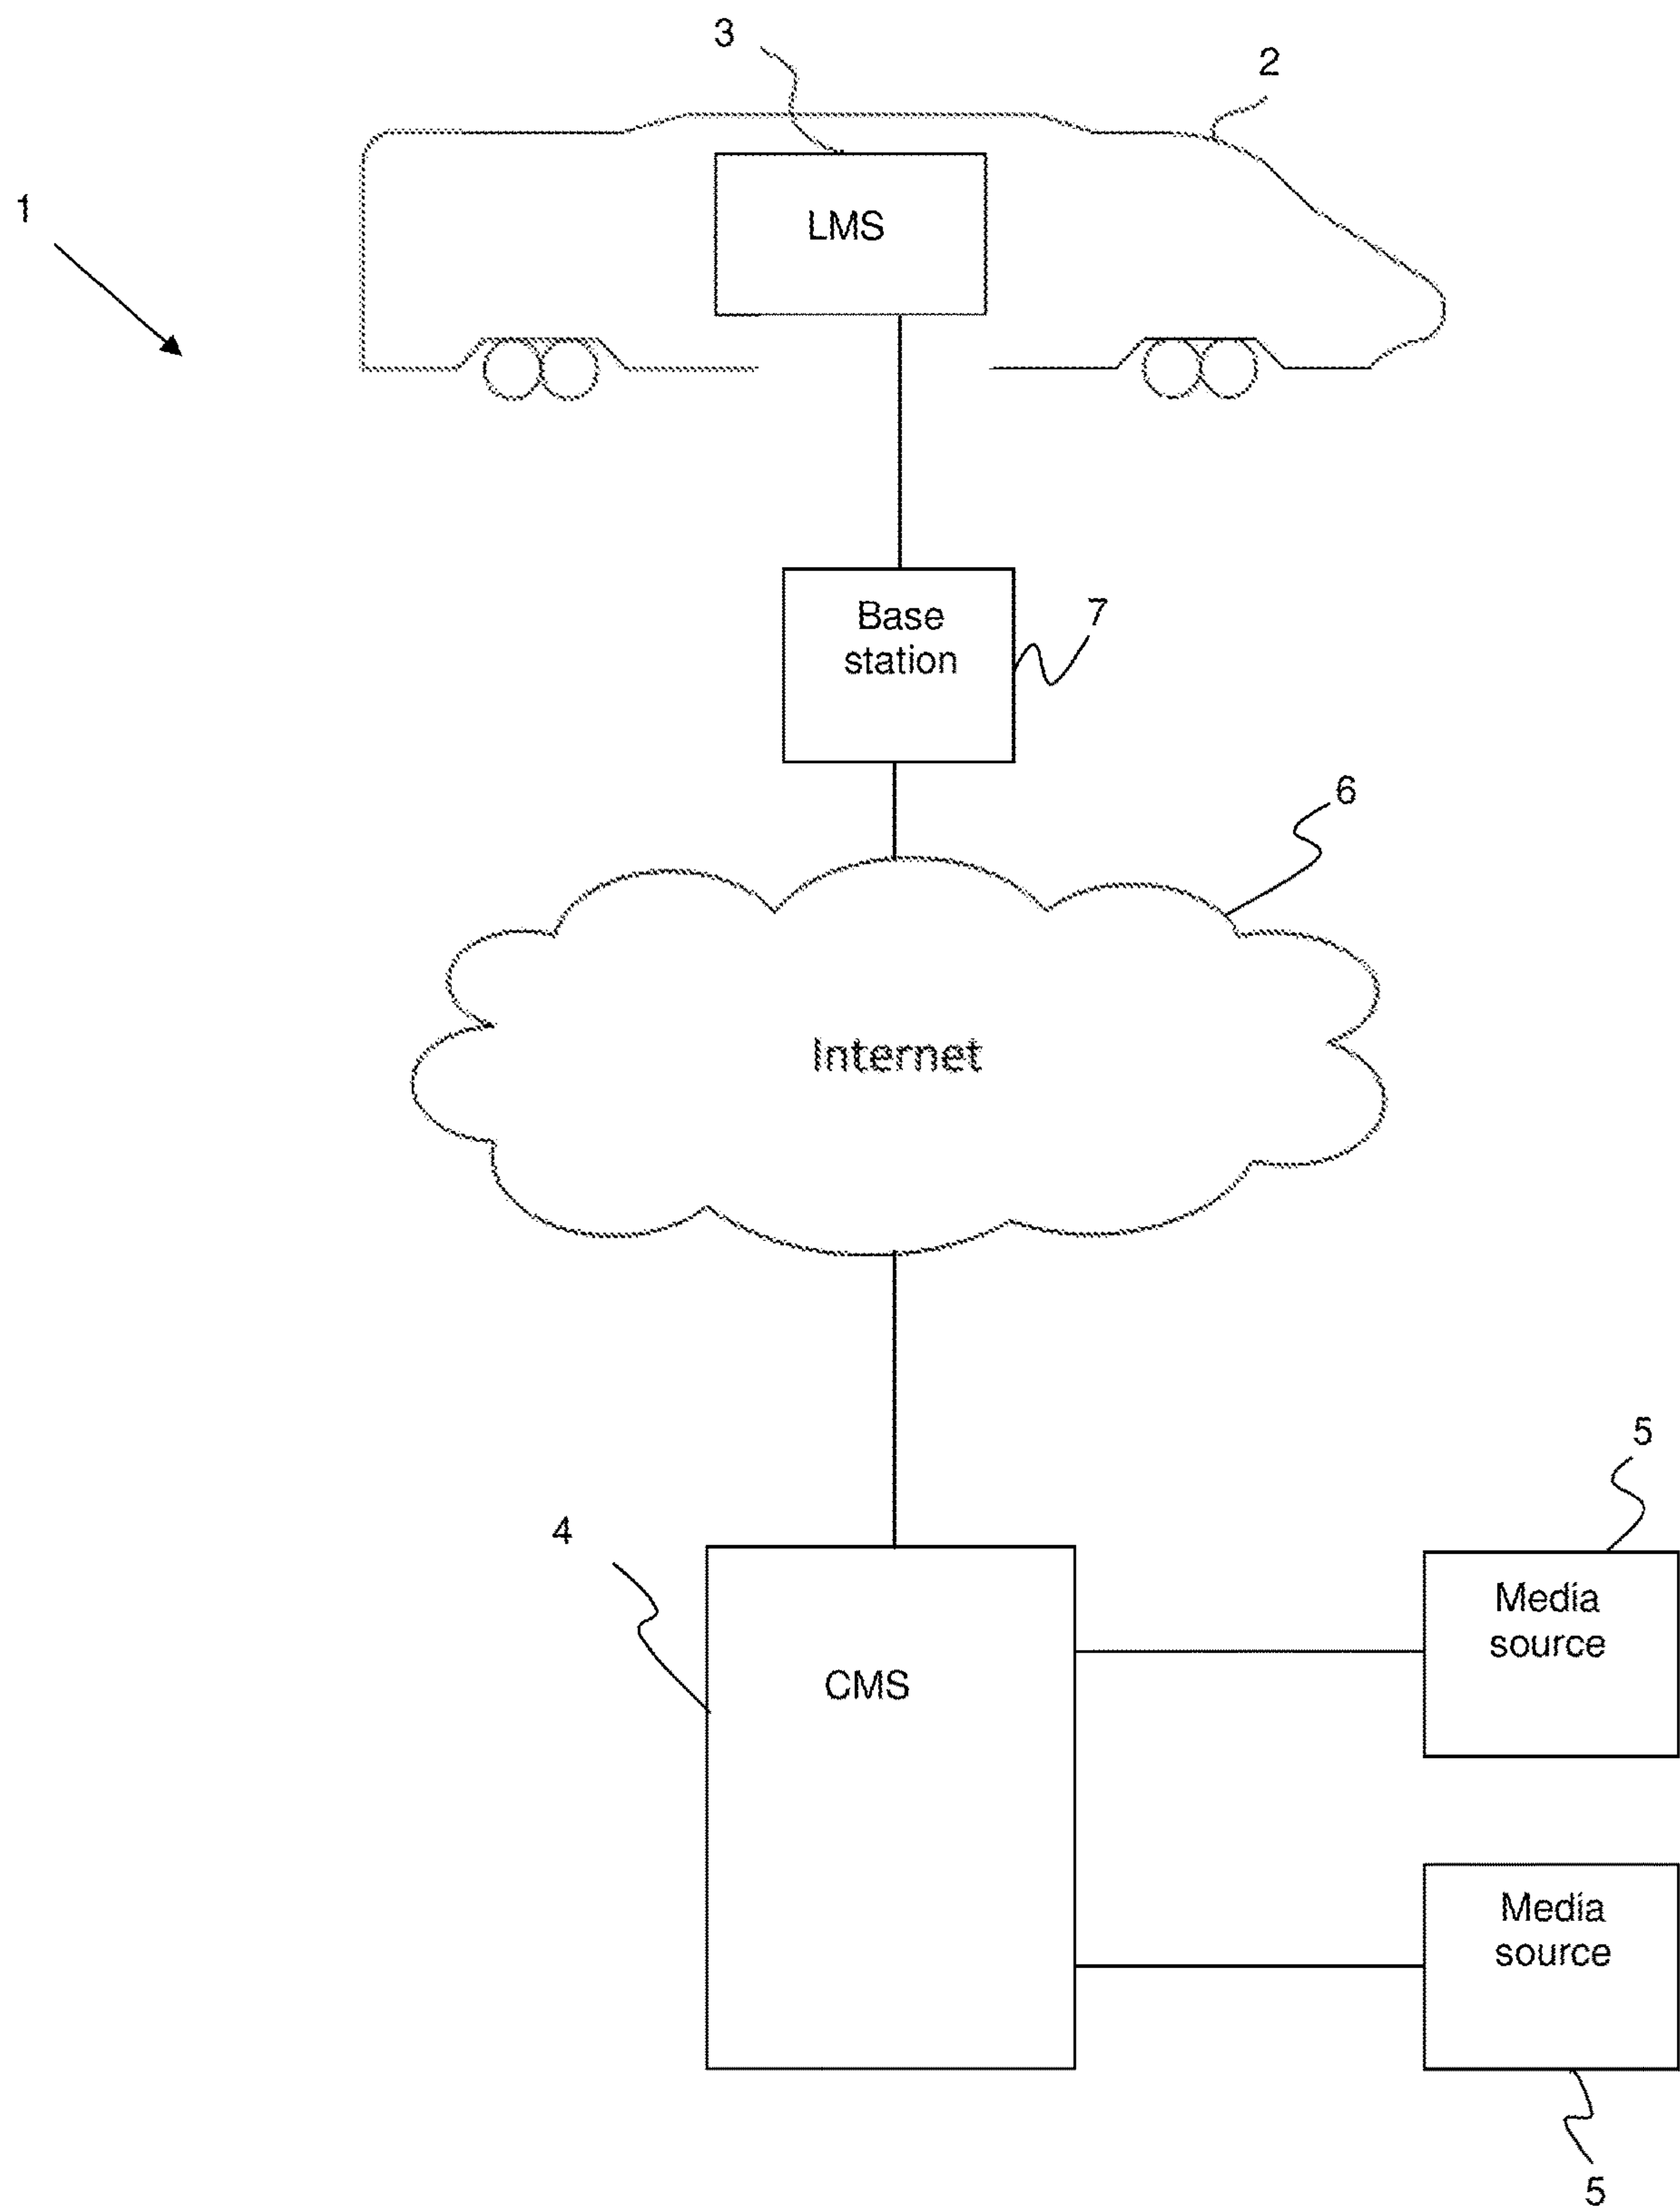 3
2
1
LMS
Base
station
7
6
Internet
5
4
Media
source
CMS
Media
source
5